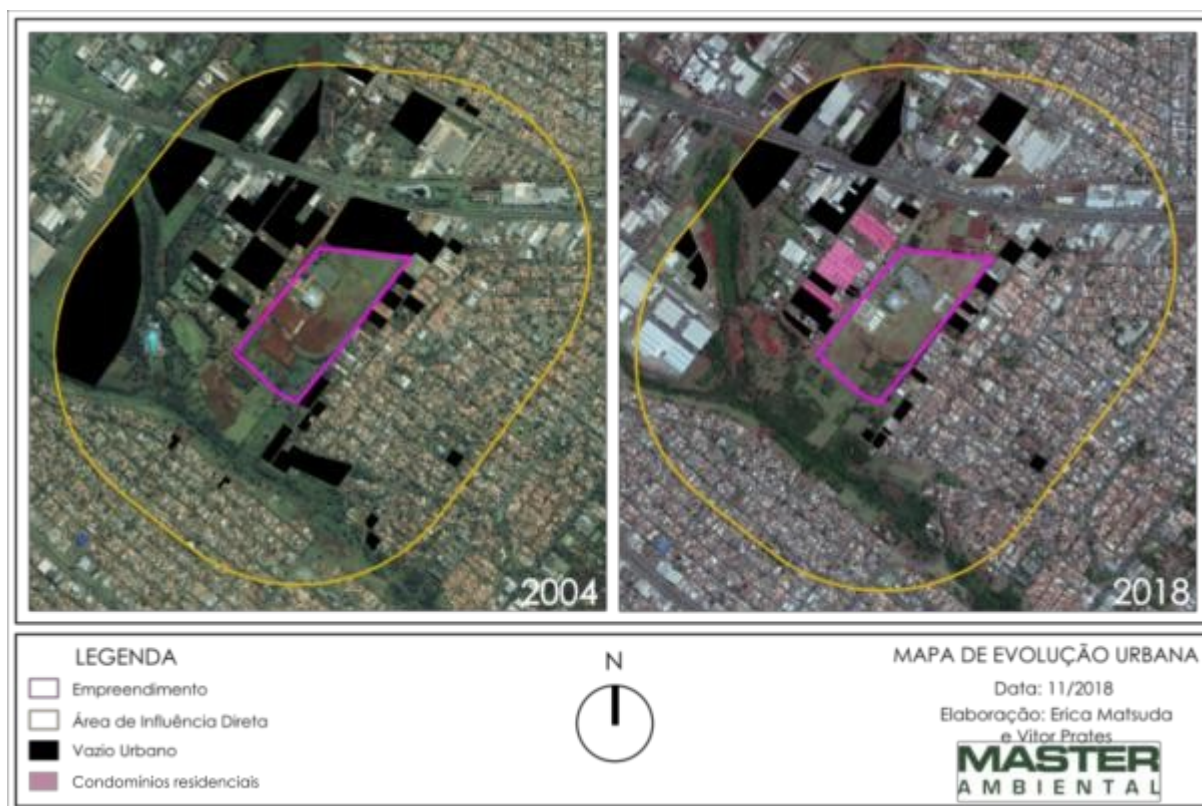 2004
2018
LEGENDA
Empreendimento
Área de Influência Direta
Vazio Urbano
Condomínios residenciais
N
MAPA DE EVOLUÇÃO URBANA
Data: 11/2018
Elaboração: Erica Matsuda
e Vitor Prates
MASTER
AMBIENTAL